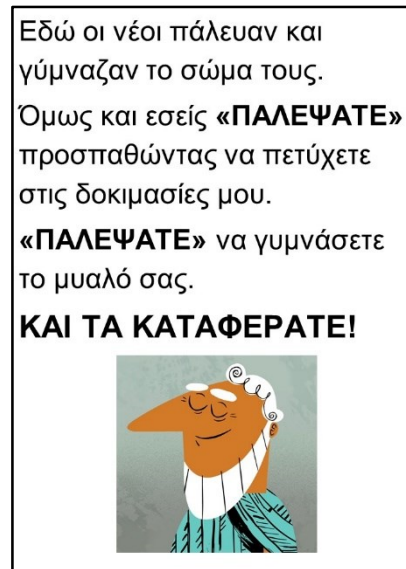 Εδώ οι νέοι πάλευαν και
γύμναζαν το σώμα τους.
Όμως και εσείς «ΠΑΛΕΨΑΤΕ»
προσπαθώντας να πετύχετε
στις δοκιμασίες μου.
«ΠΑΛΕΨΑΤΕ» να γυμνάσετε
το μυαλό σας.
ΚΑΙ ΤΑ ΚΑΤΑΦΕΡΑΤΕ!